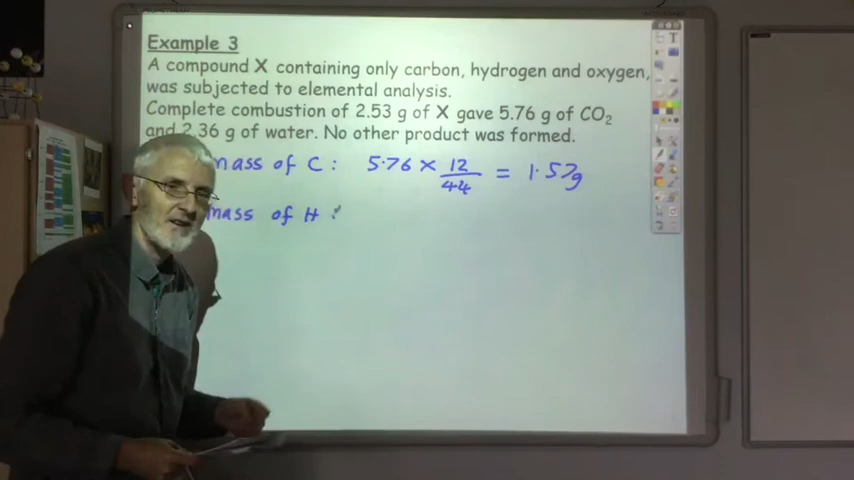 Example 3
A compound X containing only carbon, hydrogen and oxygen,
was subjected to elemental analysis.
Complete combustion of 2.53 g of X gave 5.76 g of CO₂
and 2.36 g of water. No other product was formed.
mass of C : 5.76 × 12/44 = 1.57g
mass of H :